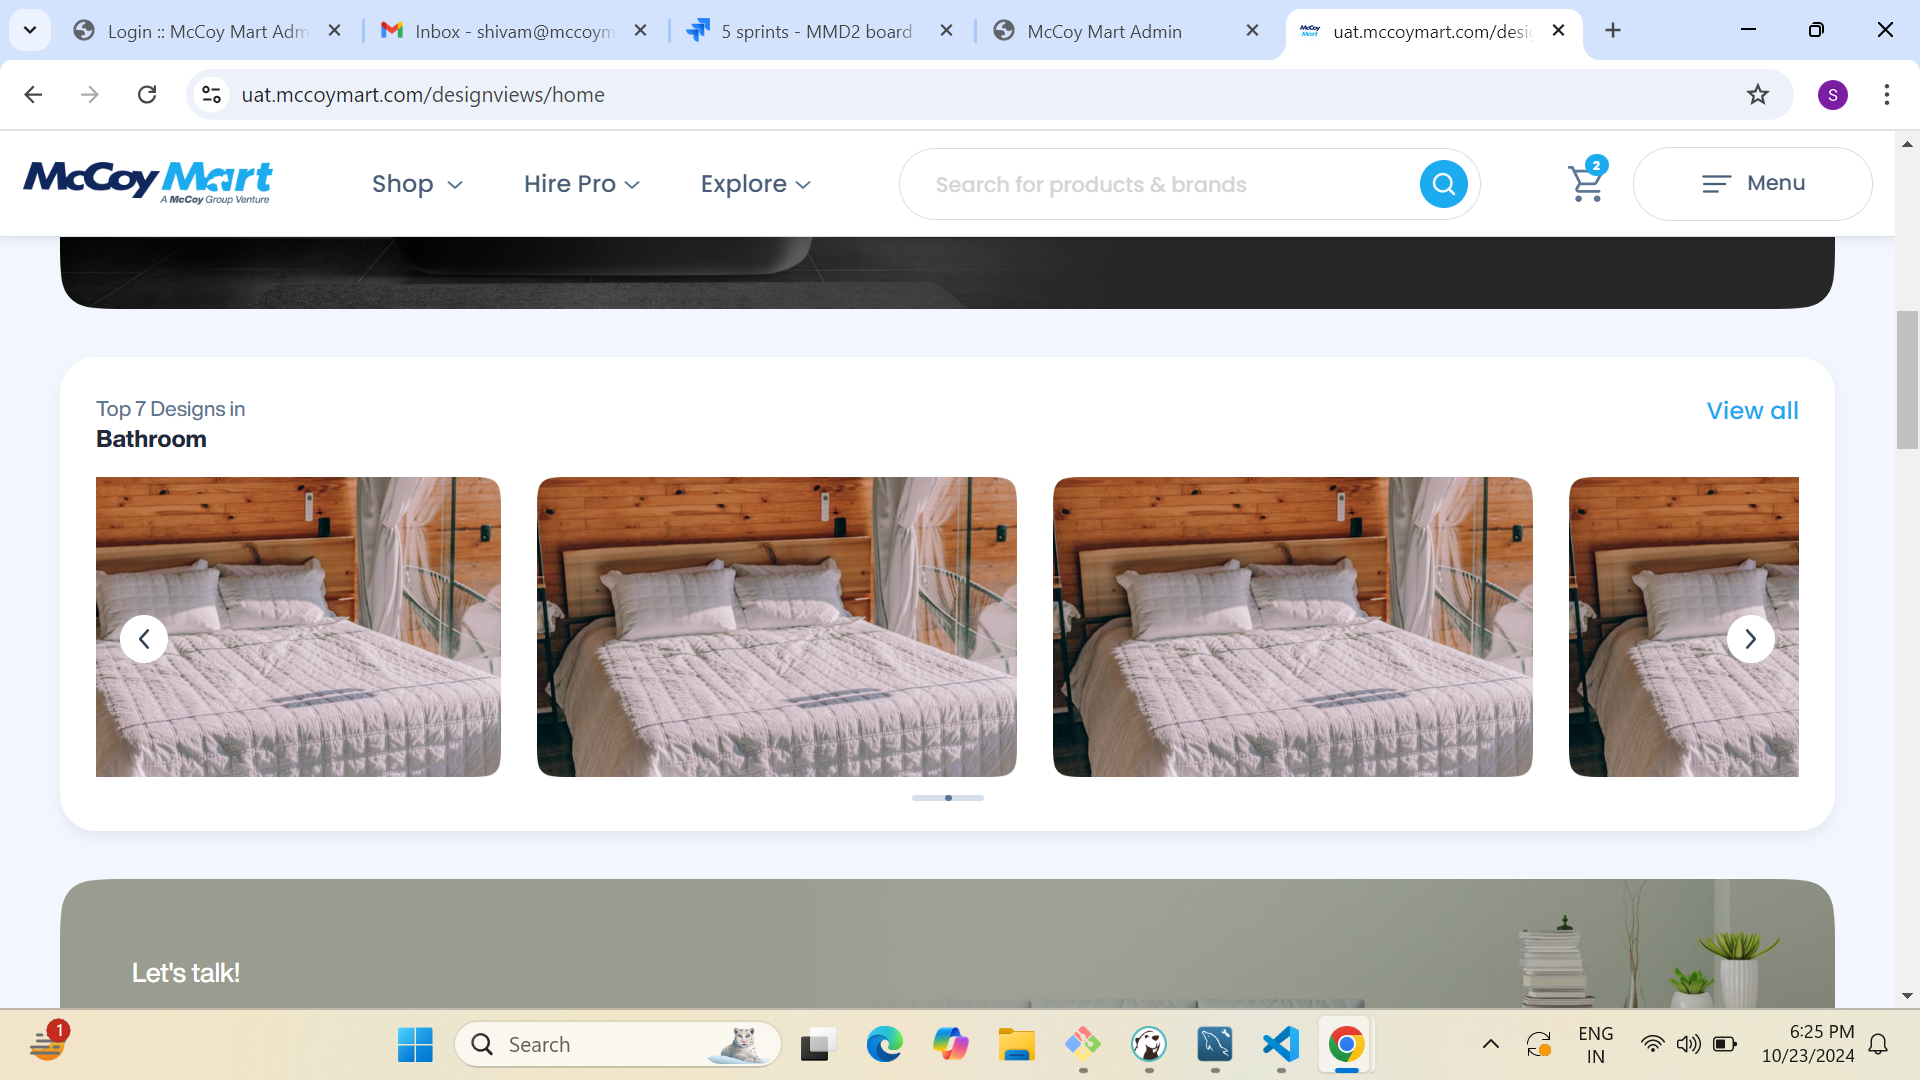 Login :: McCoy Mart Adm
Inbox - shivam@mccoym
5 sprints - MMD2 board -
McCoy Mart Admin
uat.mccoymart.com/desig
uat.mccoymart.com/designviews/home
S
McCoy Mart
A McCoy Group Venture
Shop
Hire Pro
Explore
Search for products & brands
2
Menu
Top 7 Designs in
View all
Bathroom
Let's talk!
1
Search
ENG
IN
6:25 PM
10/23/2024